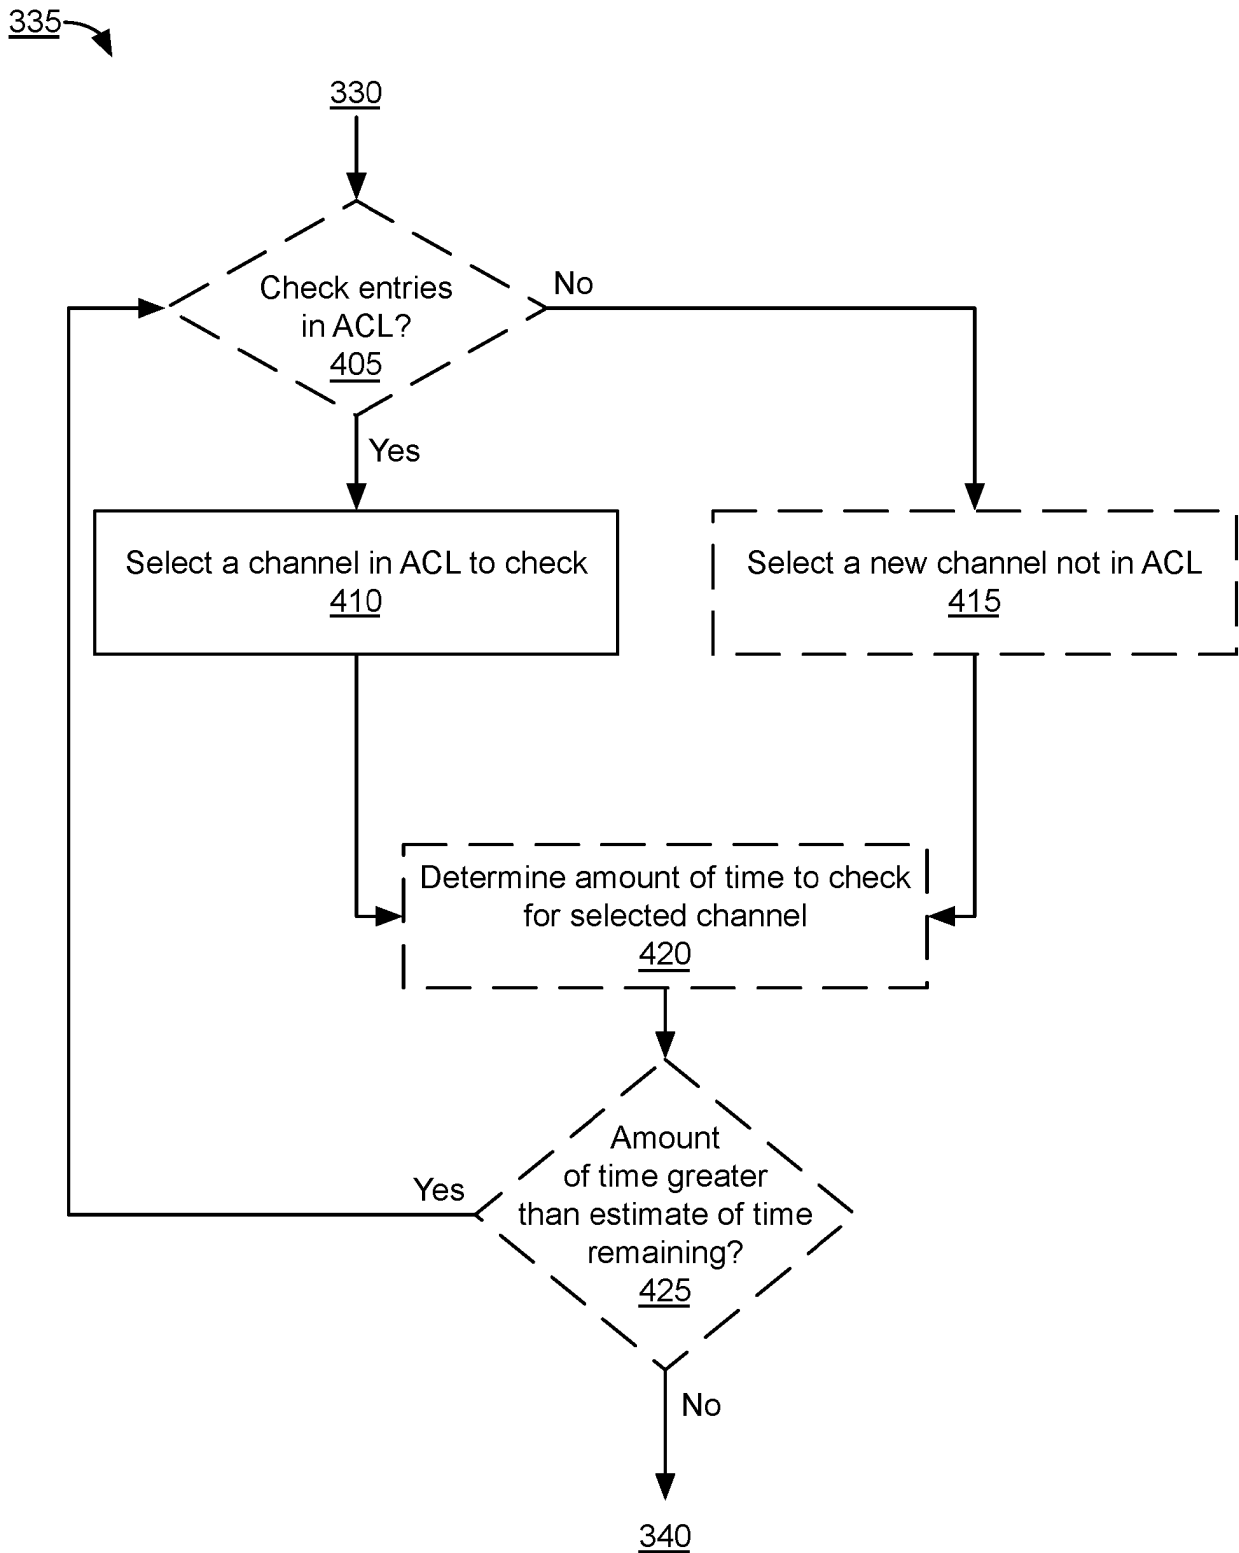 335
330
Check entries
in ACL?
405
No
Yes
Select a channel in ACL to check
410
Select a new channel not in ACL
415
Determine amount of time to check
for selected channel
420
Amount
of time greater
than estimate of time
remaining?
425
Yes
No
340